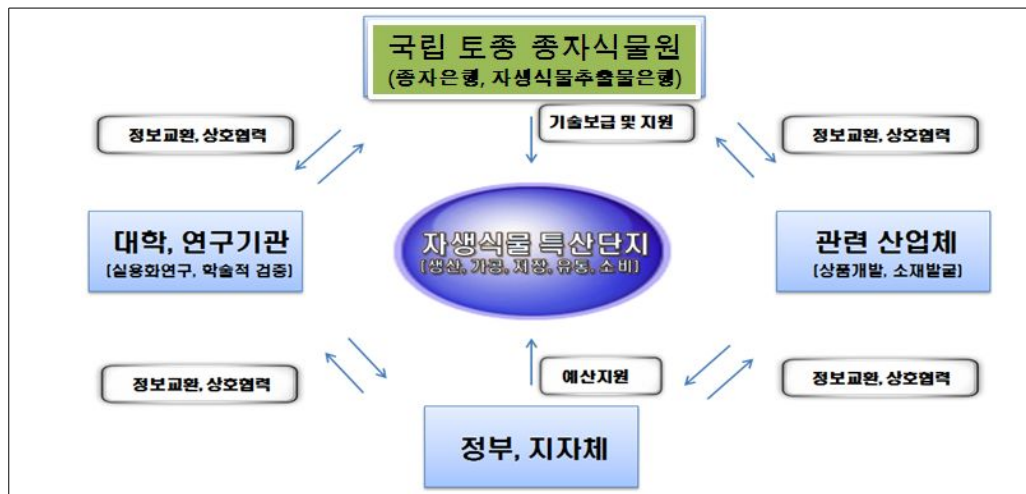 국립 토종 종자식물원
(종자은행, 자생식물추출물은행)
정보교환, 상호협력
기술보급 및 지원
정보교환, 상호협력
대학, 연구기관
(실용화연구, 학술적 검증)
자생식물 특산단지
(생산, 가공, 저장, 유통, 소비)
관련 산업체
(상품개발, 소재발굴)
정보교환, 상호협력
예산지원
정보교환, 상호협력
정부, 지자체